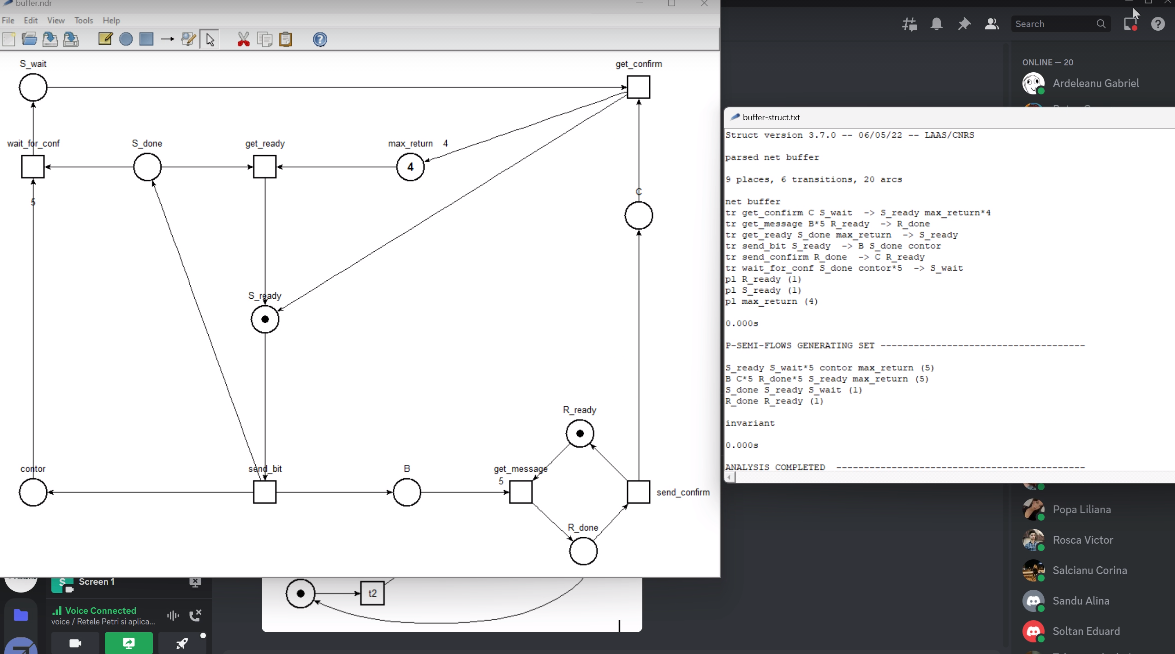 buffer.ndr
File Edit View Tools Help
S_wait
get_confirm
wait_for_conf
S_done
get_ready
max_return 4
4
5
C
S_ready
R_ready
contor
send_bit
B
get_message
5
send_confirm
R_done
buffer-struct.txt
Struct version 3.7.0 -- 06/05/22 -- LAAS/CNRS
parsed net buffer
9 places, 6 transitions, 20 arcs
net buffer
tr get_confirm C S_wait -> S_ready max_return*4
tr get_message B*5 R_ready -> R_done
tr get_ready S_done max_return -> S_ready
tr send_bit S_ready -> B S_done contor
tr send_confirm R_done -> C R_ready
tr wait_for_conf S_done contor*5 -> S_wait
pl R_ready (1)
pl S_ready (1)
pl max_return (4)
0.000s
P-SEMI-FLOWS GENERATING SET -------------------------------------
S_ready S_wait*5 contor max_return (5)
B C*5 R_done*5 S_ready max_return (5)
S_done S_ready S_wait (1)
R_done R_ready (1)
invariant
0.000s
ANALYSIS COMPLETED ---------------------------------------------
Search
ONLINE — 20
Ardeleanu Gabriel
Popa Liliana
Rosca Victor
Salcianu Corina
Sandu Alina
Soltan Eduard
S
Screen 1
Voice Connected
voice / Retele Petri si aplica...
t2